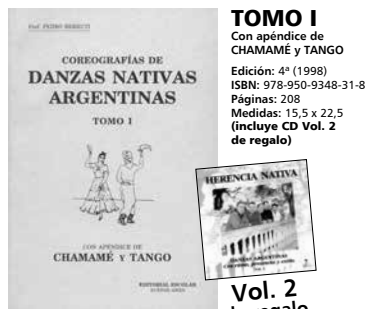 Prof. PEDRO BERRUTI
COREOGRAFÍAS DE
DANZAS NATIVAS
ARGENTINAS
TOMO I
CON APÉNDICE DE
CHAMAMÉ Y TANGO
EDITORIAL ESCOLAR
BUENOS AIRES
TOMO I
Con apéndice de
CHAMAMÉ y TANGO
Edición: 4ª (1998)
ISBN: 978-950-9348-31-8
Páginas: 208
Medidas: 15,5 x 22,5
(incluye CD Vol. 2
de regalo)
HERENCIA NATIVA
DANZAS ARGENTINAS
Vol. 2